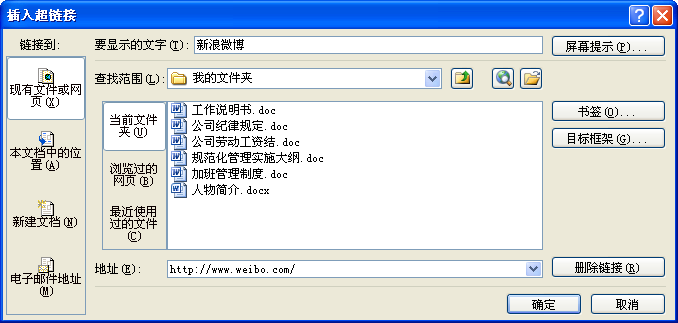 插入超链接
链接到:
要显示的文字(T):
新浪微博
屏幕提示(P)...
现有文件或网
页(X)
查找范围(L):
我的文件夹
本文档中的位
置(A)
新建文档(N)
电子邮件地址
(M)
当前文件
夹(U)
浏览过的
网页(B)
最近使用
过的文件
(C)
工作说明书.doc
公司纪律规定.doc
公司劳动工资结.doc
规范化管理实施大纲.doc
加班管理制度.doc
人物简介.docx
书签(O)...
目标框架(G)...
地址(E):
http://www.weibo.com/
删除链接(R)
确定
取消